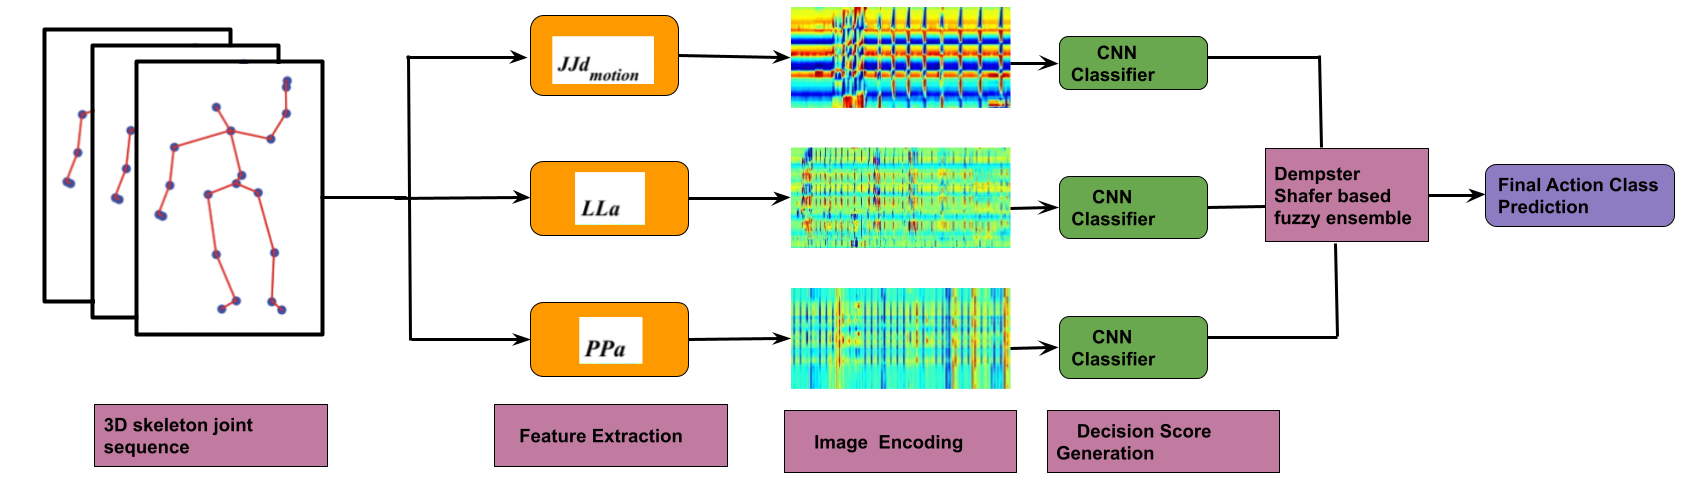 JJd motion
CNN
Classifier
LLa
CNN
Classifier
Dempster
Shafer based
fuzzy ensemble
Final Action Class
Prediction
PPa
CNN
Classifier
3D skeleton joint
sequence
Feature Extraction
Image Encoding
Decision Score
Generation